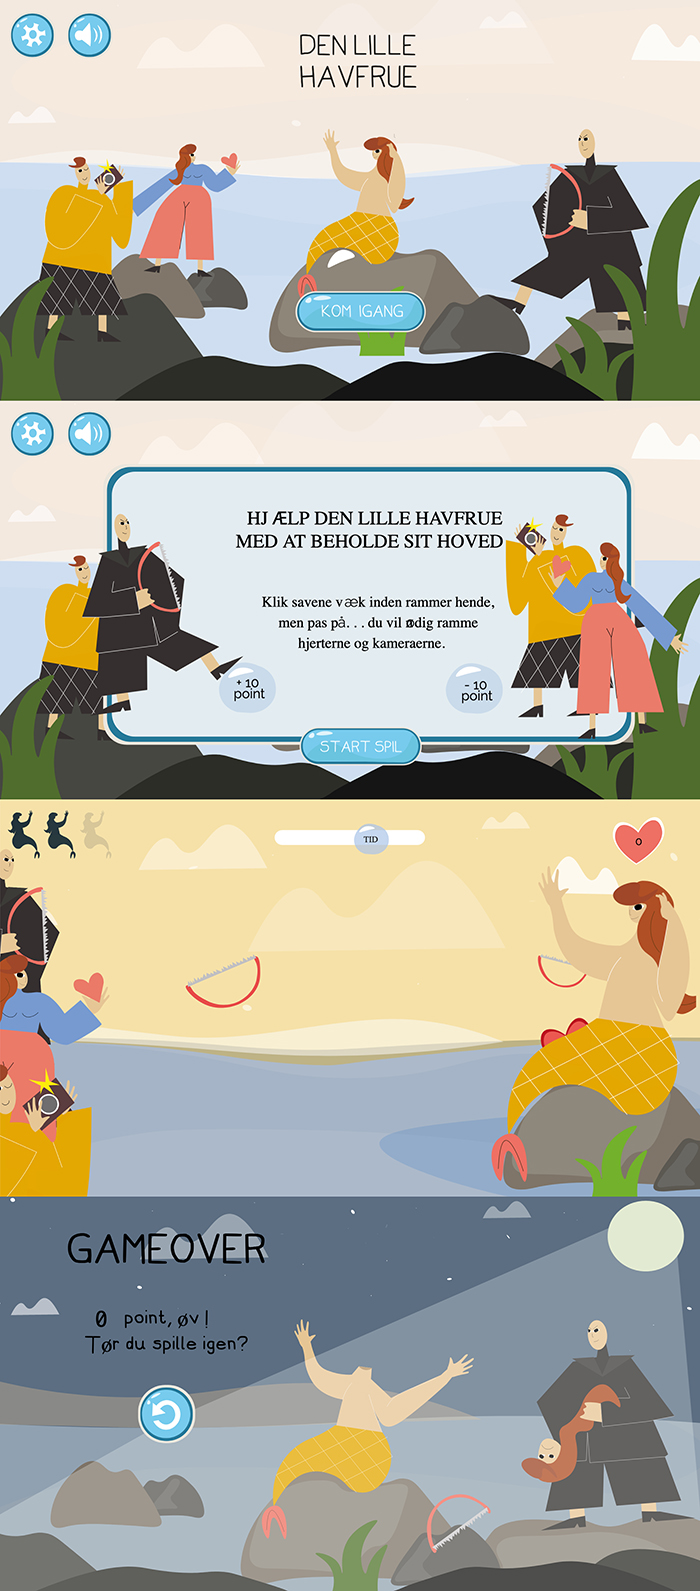 DEN LILLE
HAVFRUE
KOM IGANG
HJ ÆLP DEN LILLE HAVFRUE
MED AT BEHOLDE SIT HOVED
Klik savene væk inden rammer hende,
men pas på. . . du vil ødig ramme
hjerterne og kameraerne.
+ 10
point
- 10
point
START SPIL
TID
0
GAMEOVER
0 point, øv!
Tør du spille igen?